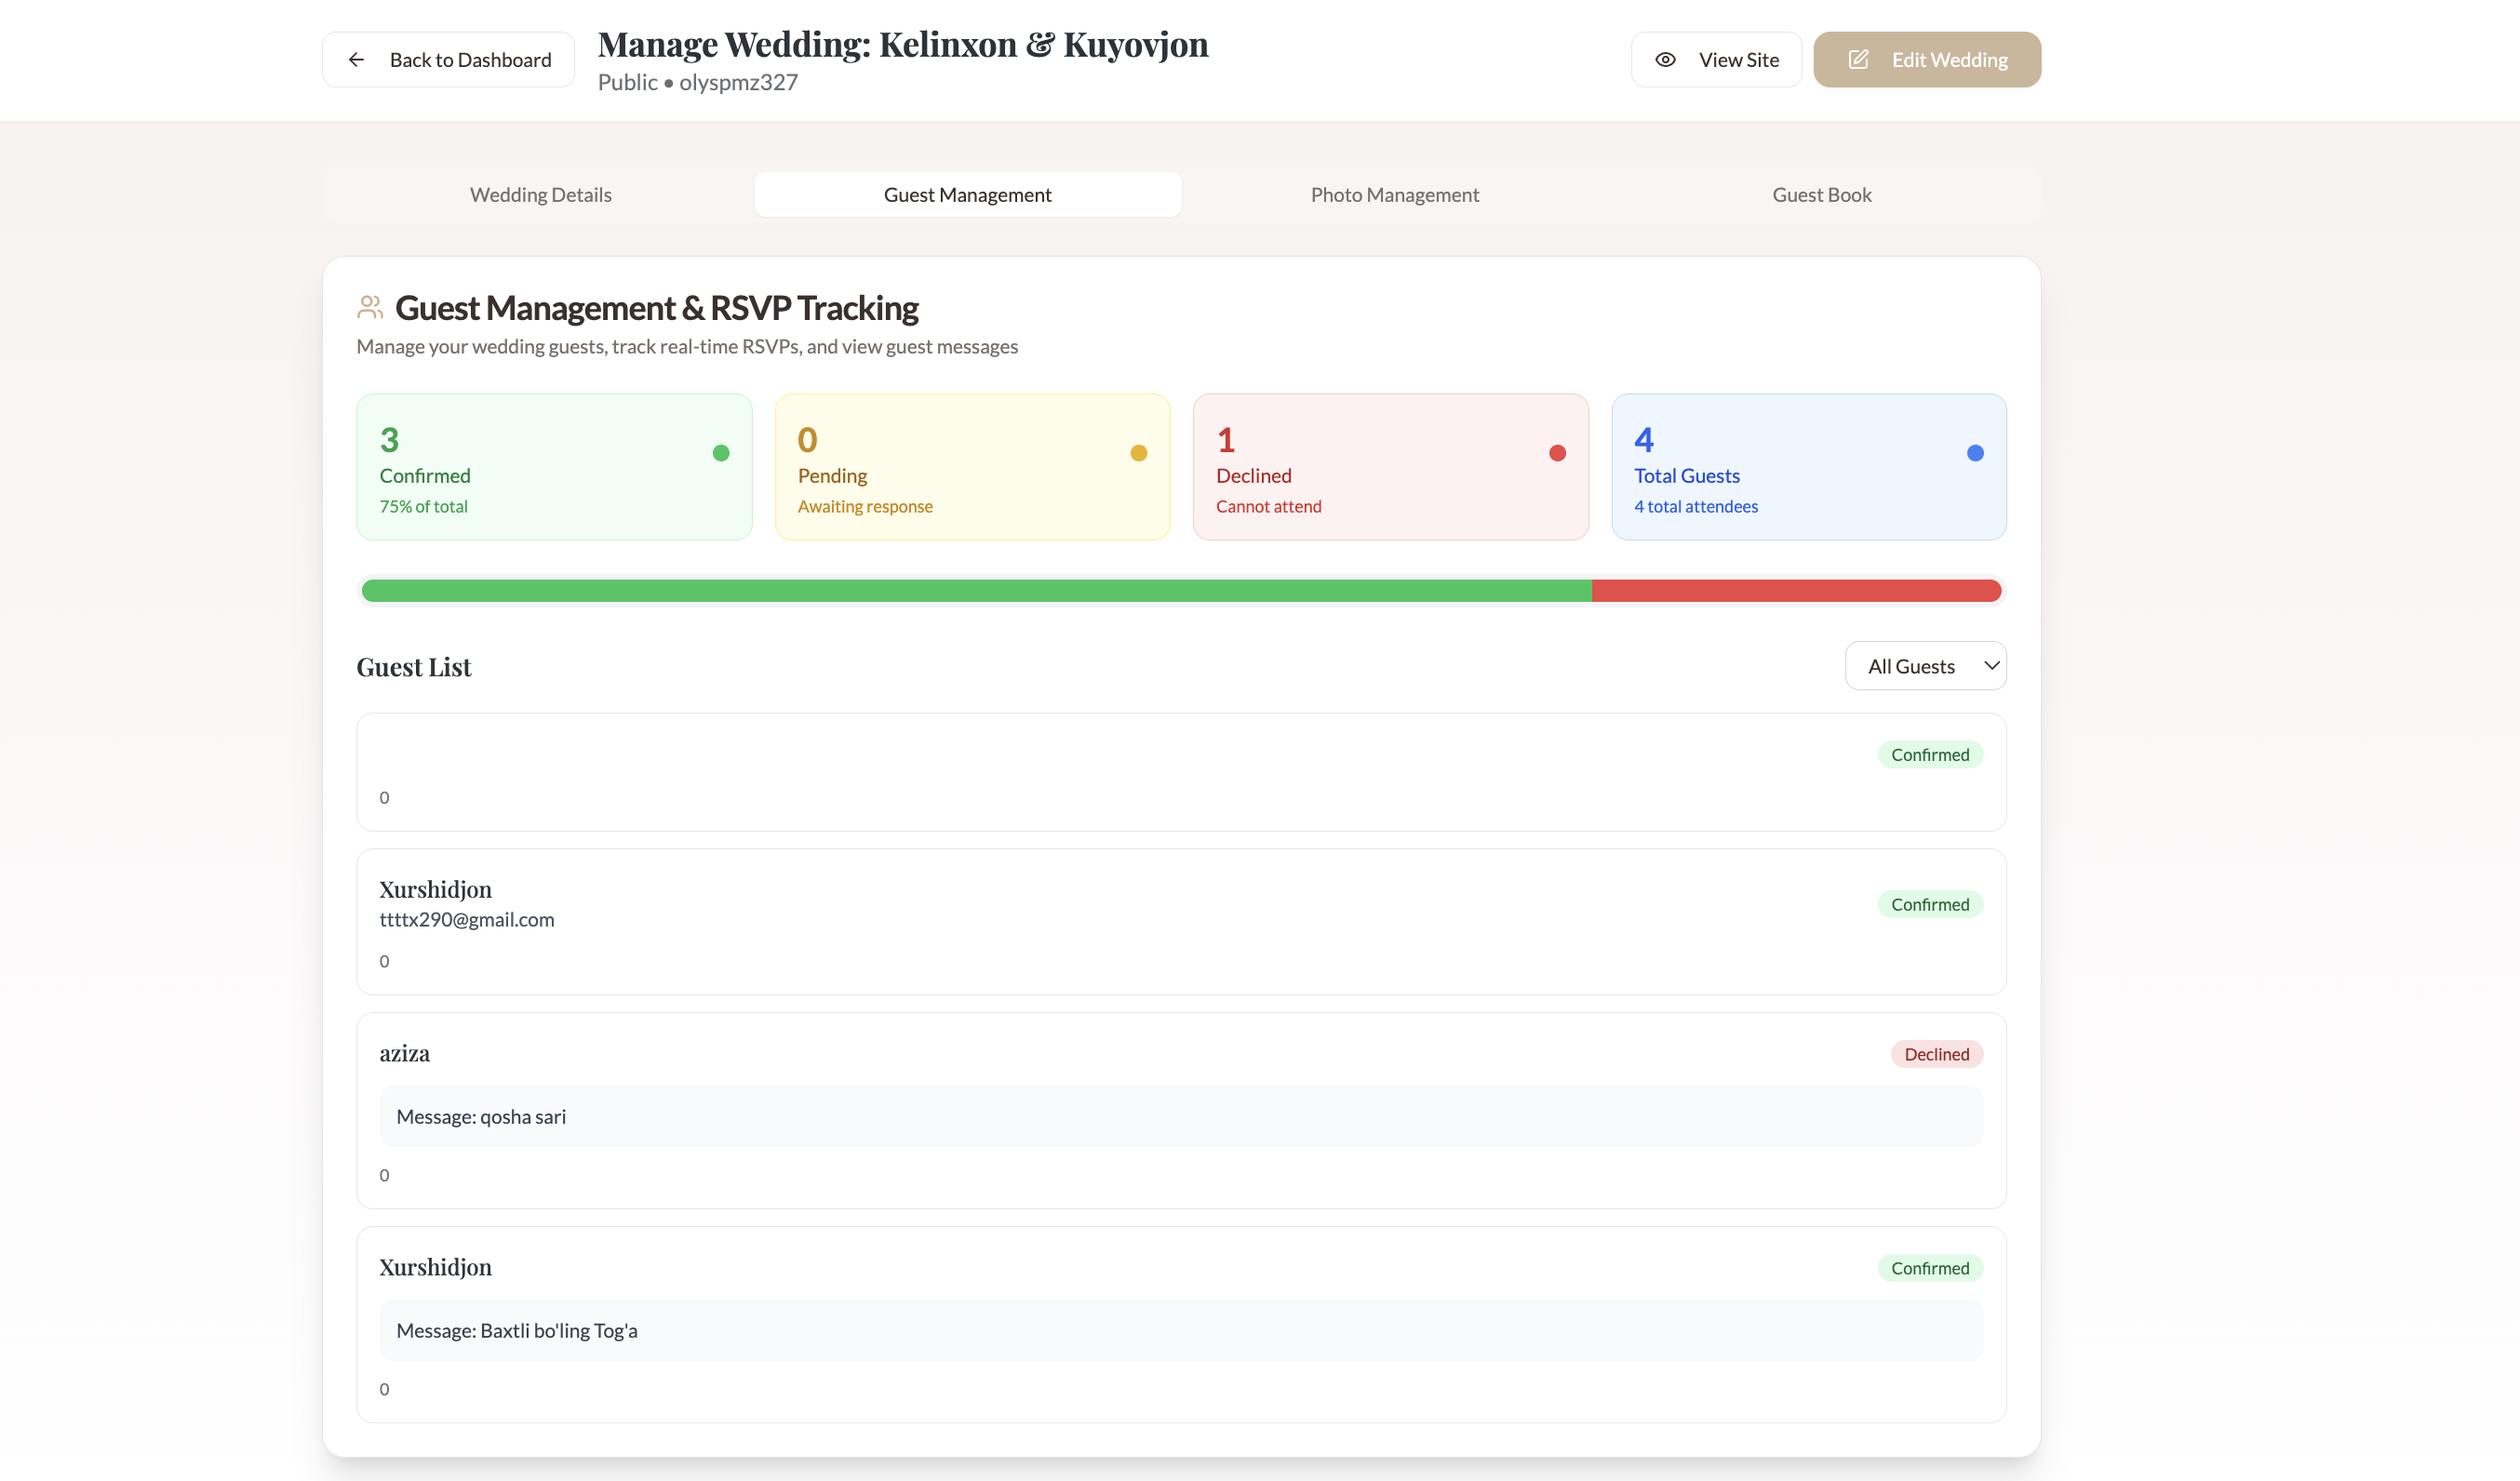 Back to Dashboard
Manage Wedding: Kelinxon & Kuyovjon
Public • olyspmz327
View Site
Edit Wedding
Wedding Details
Guest Management
Photo Management
Guest Book
Guest Management & RSVP Tracking
Manage your wedding guests, track real-time RSVPs, and view guest messages
3
Confirmed
75% of total
0
Pending
Awaiting response
1
Declined
Cannot attend
4
Total Guests
4 total attendees
Guest List
All Guests
Confirmed
0
Xurshidjon
ttttx290@gmail.com
Confirmed
0
aziza
Declined
Message: qosha sari
0
Xurshidjon
Confirmed
Message: Baxtli bo'ling Tog'a
0